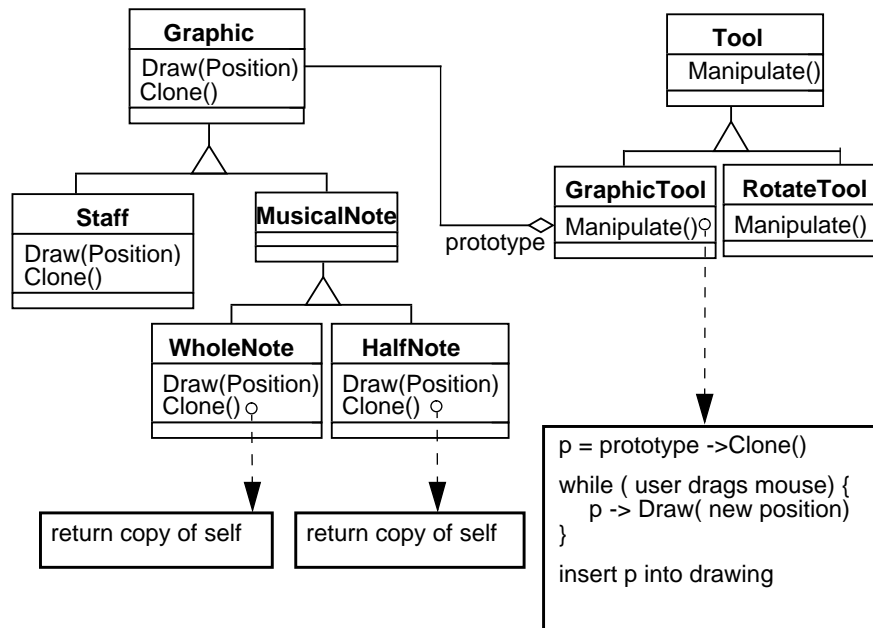 Graphic
Draw(Position)
Clone()
Tool
Manipulate()
Staff
Draw(Position)
Clone()
MusicalNote
prototype
GraphicTool
Manipulate()
RotateTool
Manipulate()
WholeNote
Draw(Position)
Clone()
HalfNote
Draw(Position)
Clone()
return copy of self
return copy of self
p = prototype ->Clone()
while ( user drags mouse) {
p -> Draw( new position)
}
insert p into drawing